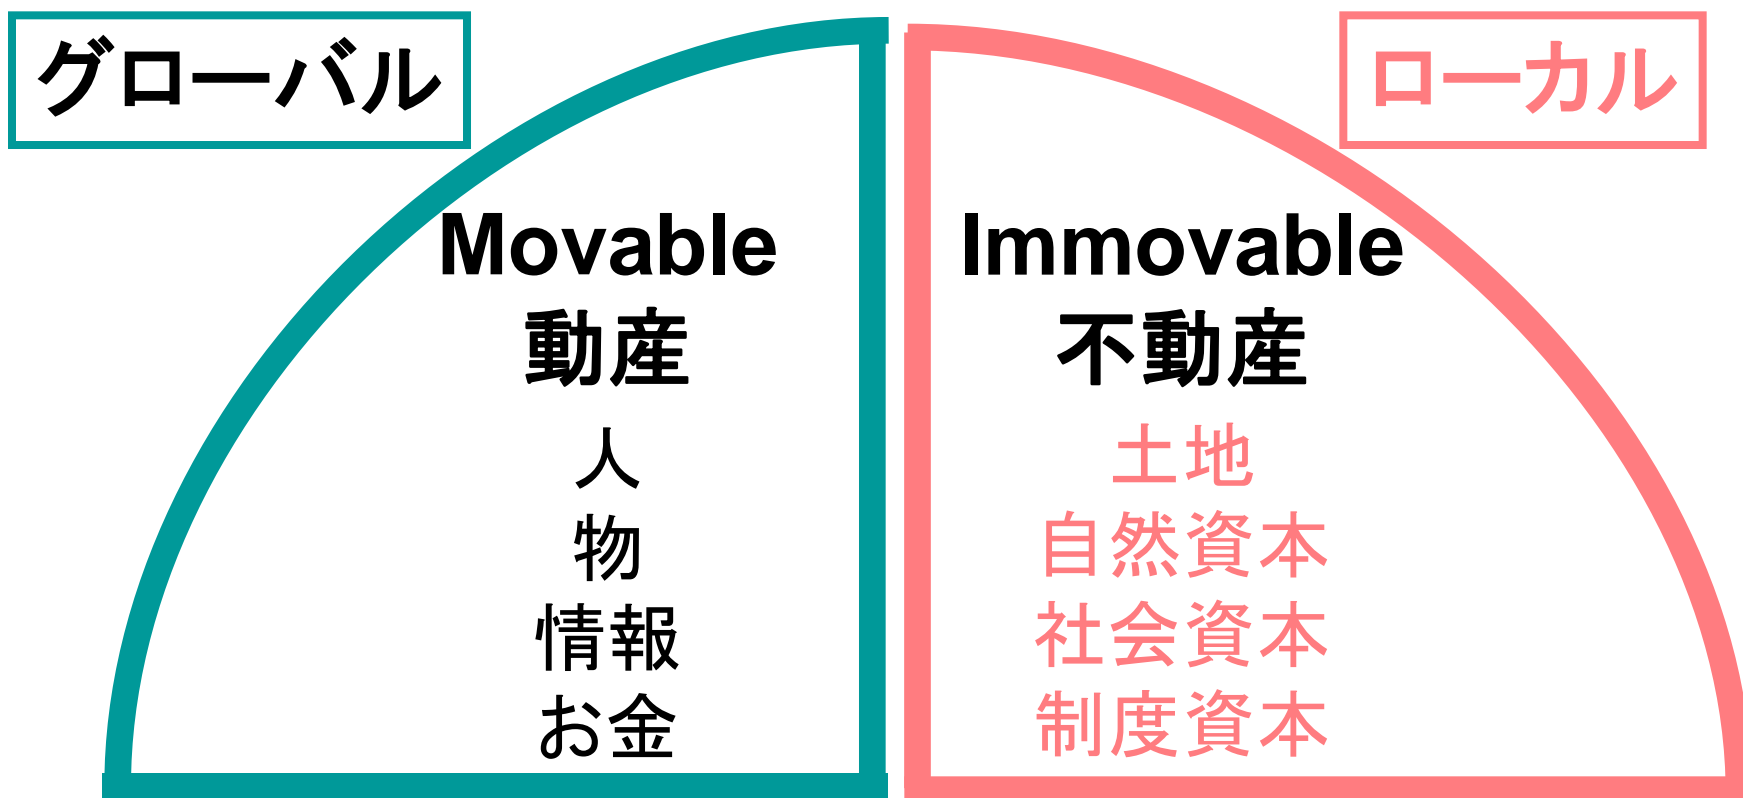 グローバル
Movable
動産
人
物
情報
お金
ローカル
Immovable
不動産
土地
自然資本
社会資本
制度資本